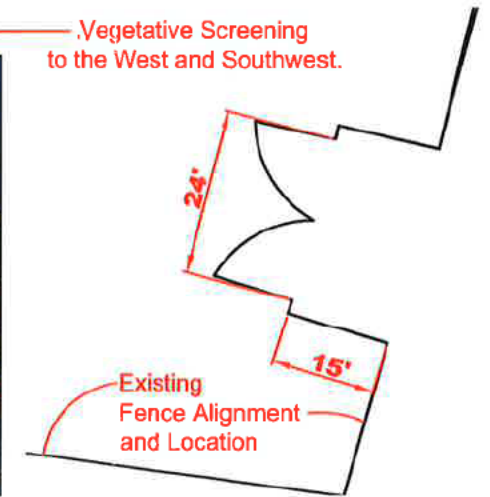 .Vegetative Screening
to the West and Southwest.
24'
15'
Existing
Fence Alignment
and Location